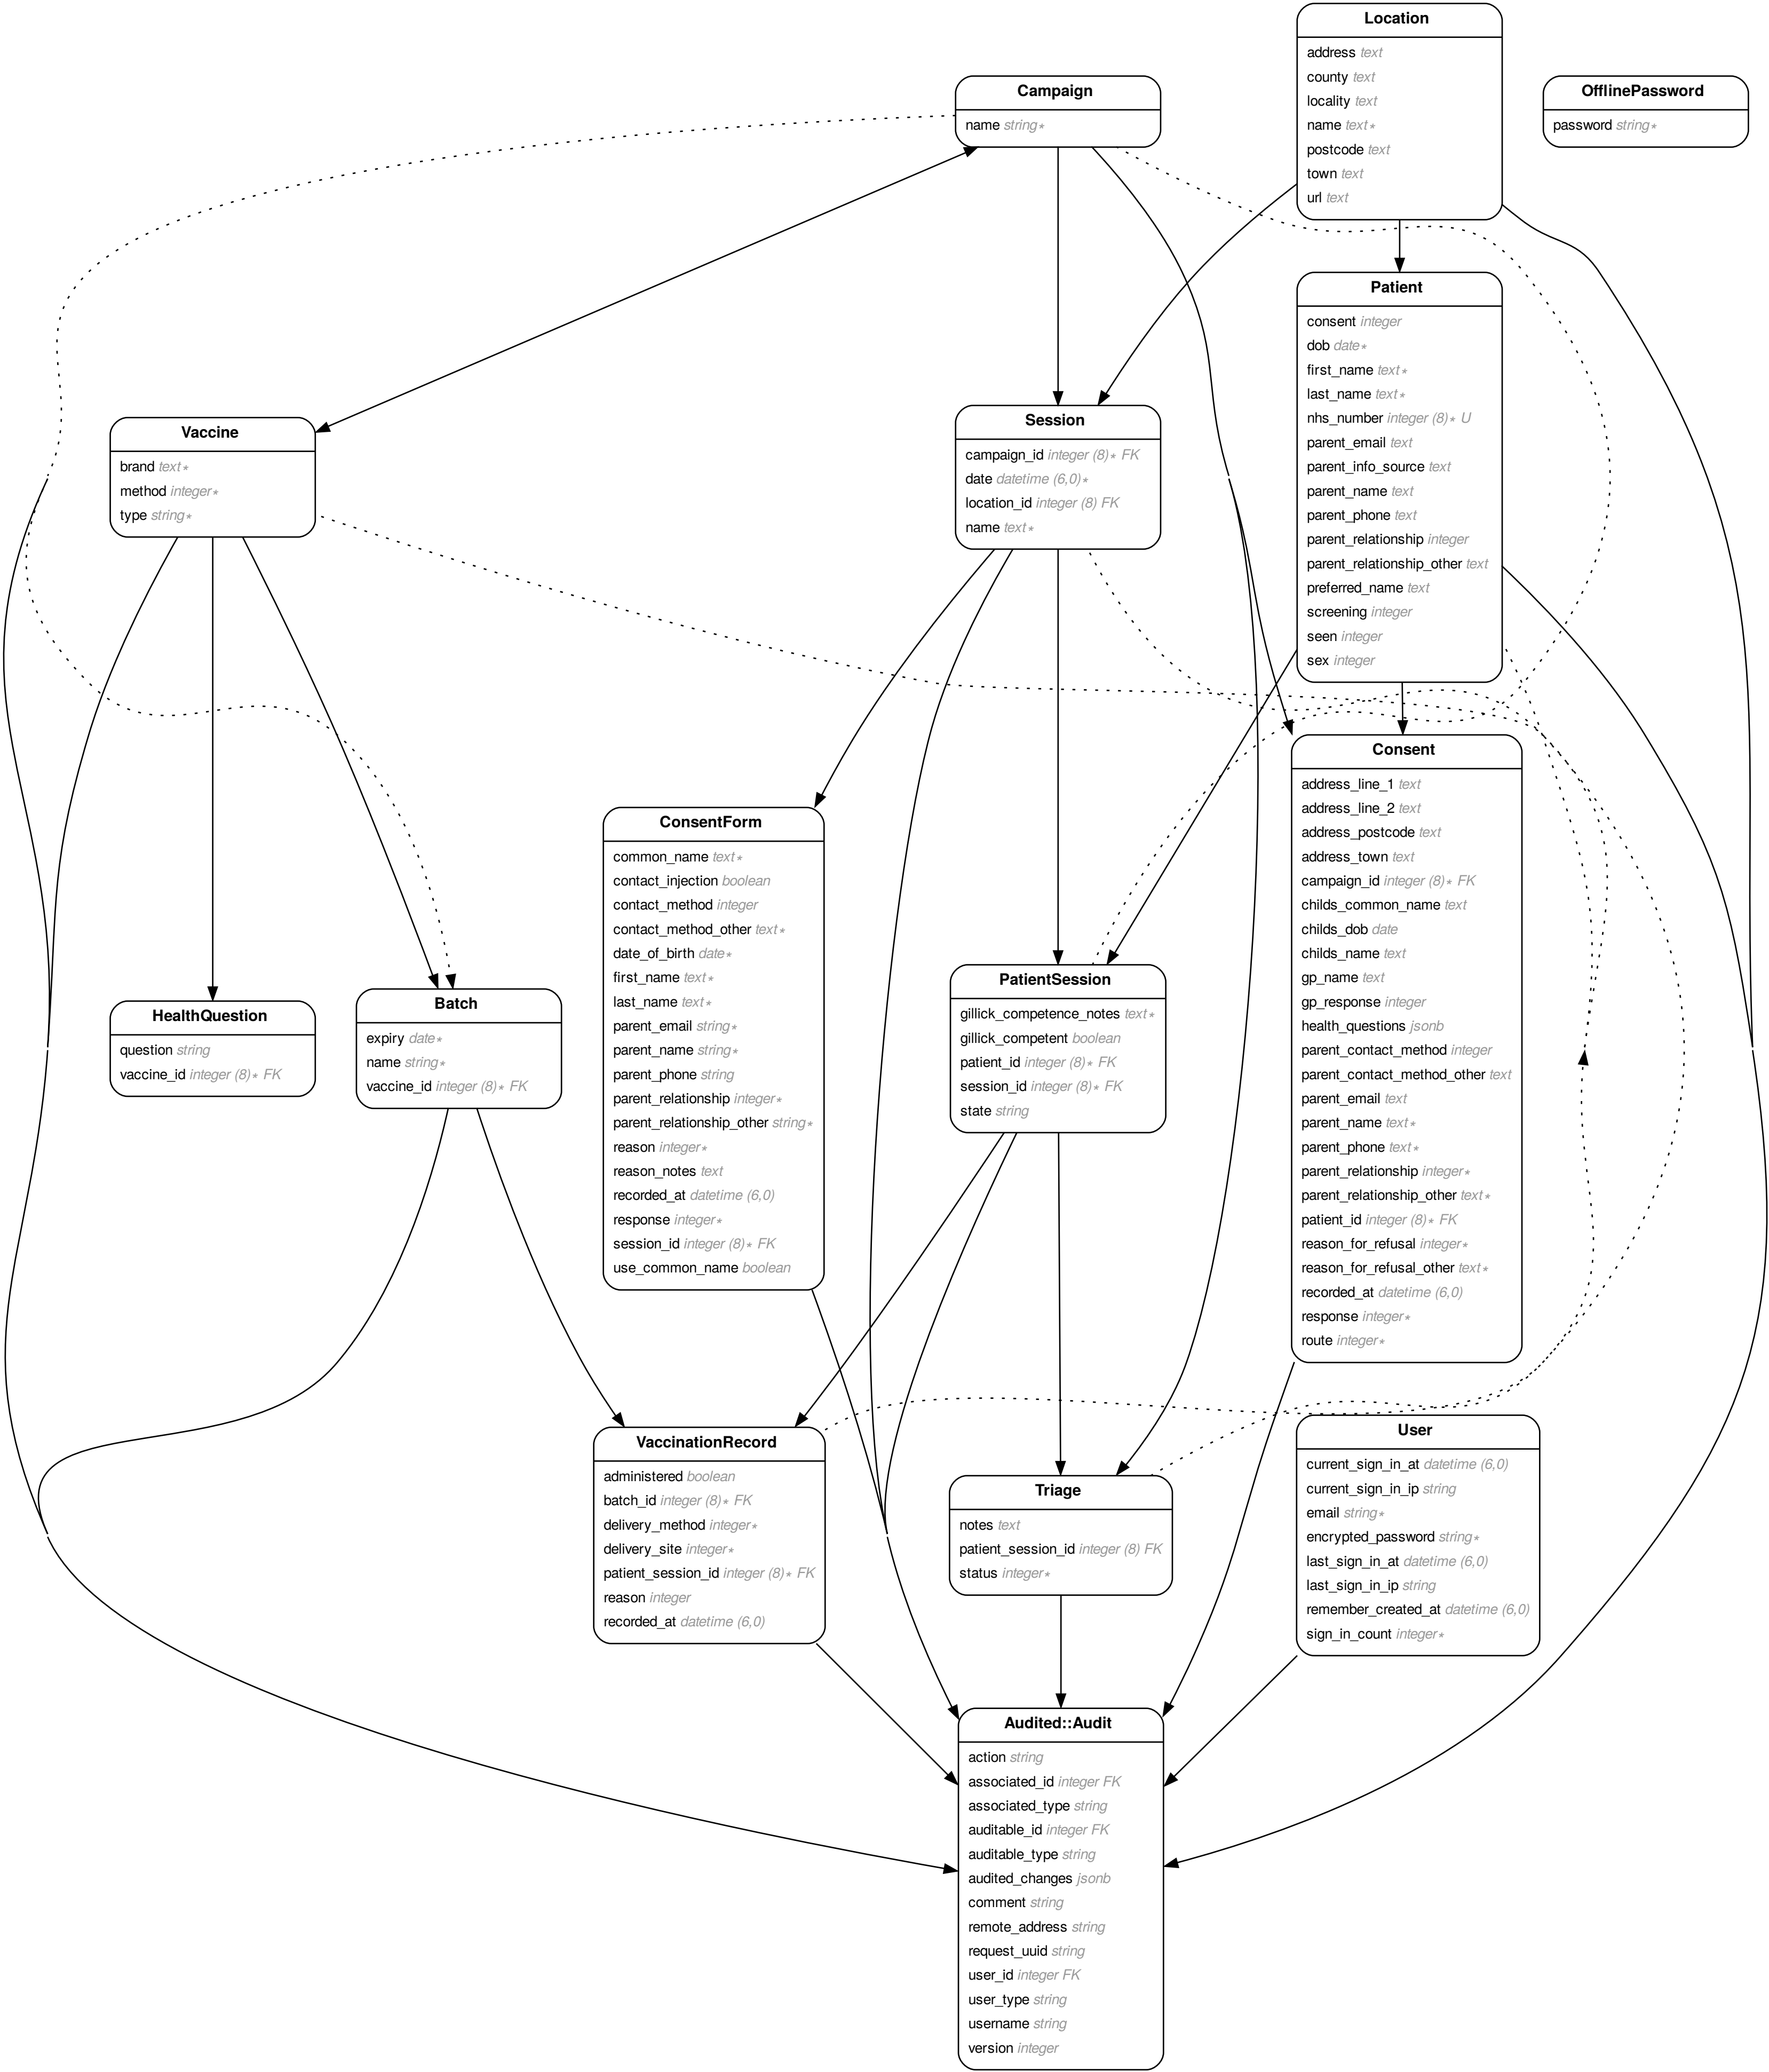 Location
address text
county text
locality text
name text*
postcode text
town text
url text
Campaign
name string*
OfflinePassword
password string*
Patient
consent integer
dob date*
first_name text*
last_name text*
nhs_number integer (8)* U
parent_email text
parent_info_source text
parent_name text
parent_phone text
parent_relationship integer
parent_relationship_other text
preferred_name text
screening integer
seen integer
sex integer
Vaccine
brand text*
method integer*
type string*
Session
campaign_id integer (8)* FK
date datetime (6,0)*
location_id integer (8) FK
name text*
Consent
address_line_1 text
address_line_2 text
address_postcode text
address_town text
campaign_id integer (8)* FK
childs_common_name text
childs_dob date
childs_name text
gp_name text
gp_response integer
health_questions jsonb
parent_contact_method integer
parent_contact_method_other text
parent_email text
parent_name text*
parent_phone text*
parent_relationship integer*
parent_relationship_other text*
patient_id integer (8)* FK
reason_for_refusal integer*
reason_for_refusal_other text*
recorded_at datetime (6,0)
response integer*
route integer*
ConsentForm
common_name text*
contact_injection boolean
contact_method integer
contact_method_other text*
date_of_birth date*
first_name text*
last_name text*
parent_email string*
parent_name string*
parent_phone string
parent_relationship integer*
parent_relationship_other string*
reason integer*
reason_notes text
recorded_at datetime (6,0)
response integer*
session_id integer (8)* FK
use_common_name boolean
PatientSession
gillick_competence_notes text*
gillick_competent boolean
patient_id integer (8)* FK
session_id integer (8)* FK
state string
HealthQuestion
question string
vaccine_id integer (8)* FK
Batch
expiry date*
name string*
vaccine_id integer (8)* FK
VaccinationRecord
administered boolean
batch_id integer (8)* FK
delivery_method integer*
delivery_site integer*
patient_session_id integer (8)* FK
reason integer
recorded_at datetime (6,0)
Triage
notes text
patient_session_id integer (8) FK
status integer*
User
current_sign_in_at datetime (6,0)
current_sign_in_ip string
email string*
encrypted_password string*
last_sign_in_at datetime (6,0)
last_sign_in_ip string
remember_created_at datetime (6,0)
sign_in_count integer*
Audited::Audit
action string
associated_id integer FK
associated_type string
auditable_id integer FK
auditable_type string
audited_changes jsonb
comment string
remote_address string
request_uuid string
user_id integer FK
user_type string
username string
version integer